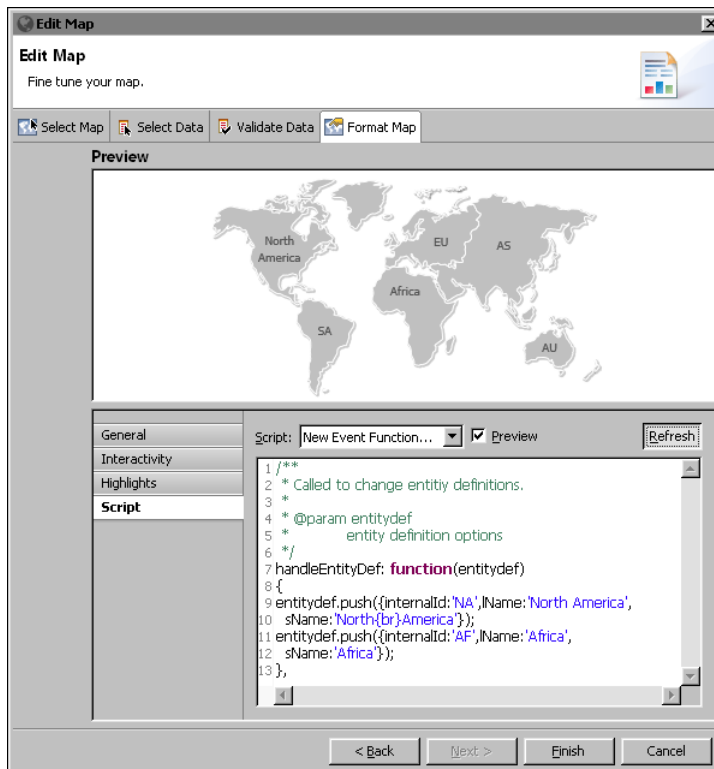 Edit Map
Edit Map
Fine tune your map.
Select Map
Select Data
Validate Data
Format Map
Preview
North
America
EU
AS
Africa
SA
AU
General
Interactivity
Highlights
Script
Script:
New Event Function...
Preview
Refresh
1 /**
2 * Called to change entitiy definitions.
3 *
4 * @param entitydef
5 * entity definition options
6 */
7 handleEntityDef: function(entitydef)
8 {
9 entitydef.push({internalId:'NA',lName:'North America',
10 sName:'North{br}America'});
11 entitydef.push({internalId:'AF',lName:'Africa',
12 sName:'Africa'});
13 },
< Back
Next >
Finish
Cancel